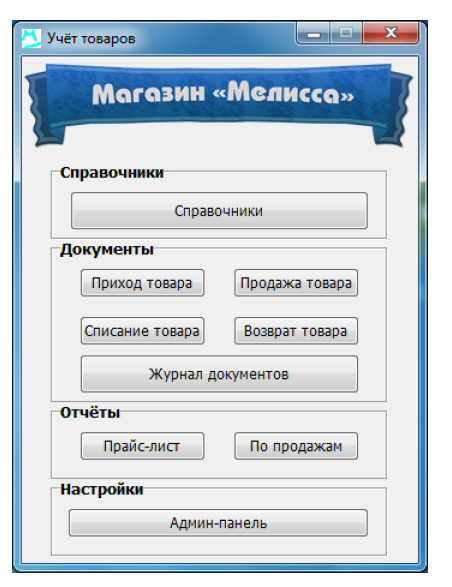 Учёт товаров
Магазин «Мелисса»
Справочники
Справочники
Документы
Приход товара Продажа товара
Списание товара Возврат товара
Журнал документов
Отчёты
Прайс-лист По продажам
Настройки
Админ-панель